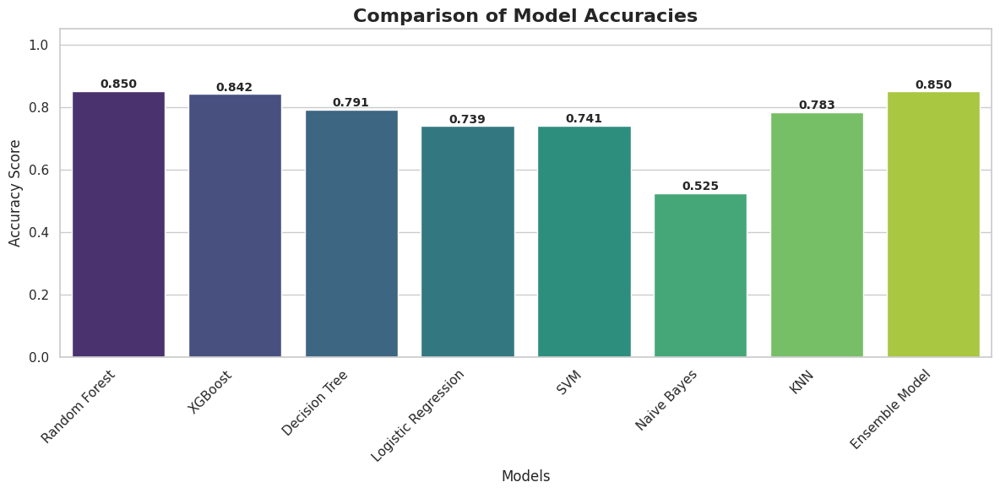 Comparison of Model Accuracies
1.0
0.8
0.6
0.4
0.2
0.0
Accuracy Score
0.850
0.842
0.791
0.739
0.741
0.525
0.783
0.850
Random Forest
XGBoost
Decision Tree
Logistic Regression
SVM
Naive Bayes
KNN
Ensemble Model
Models